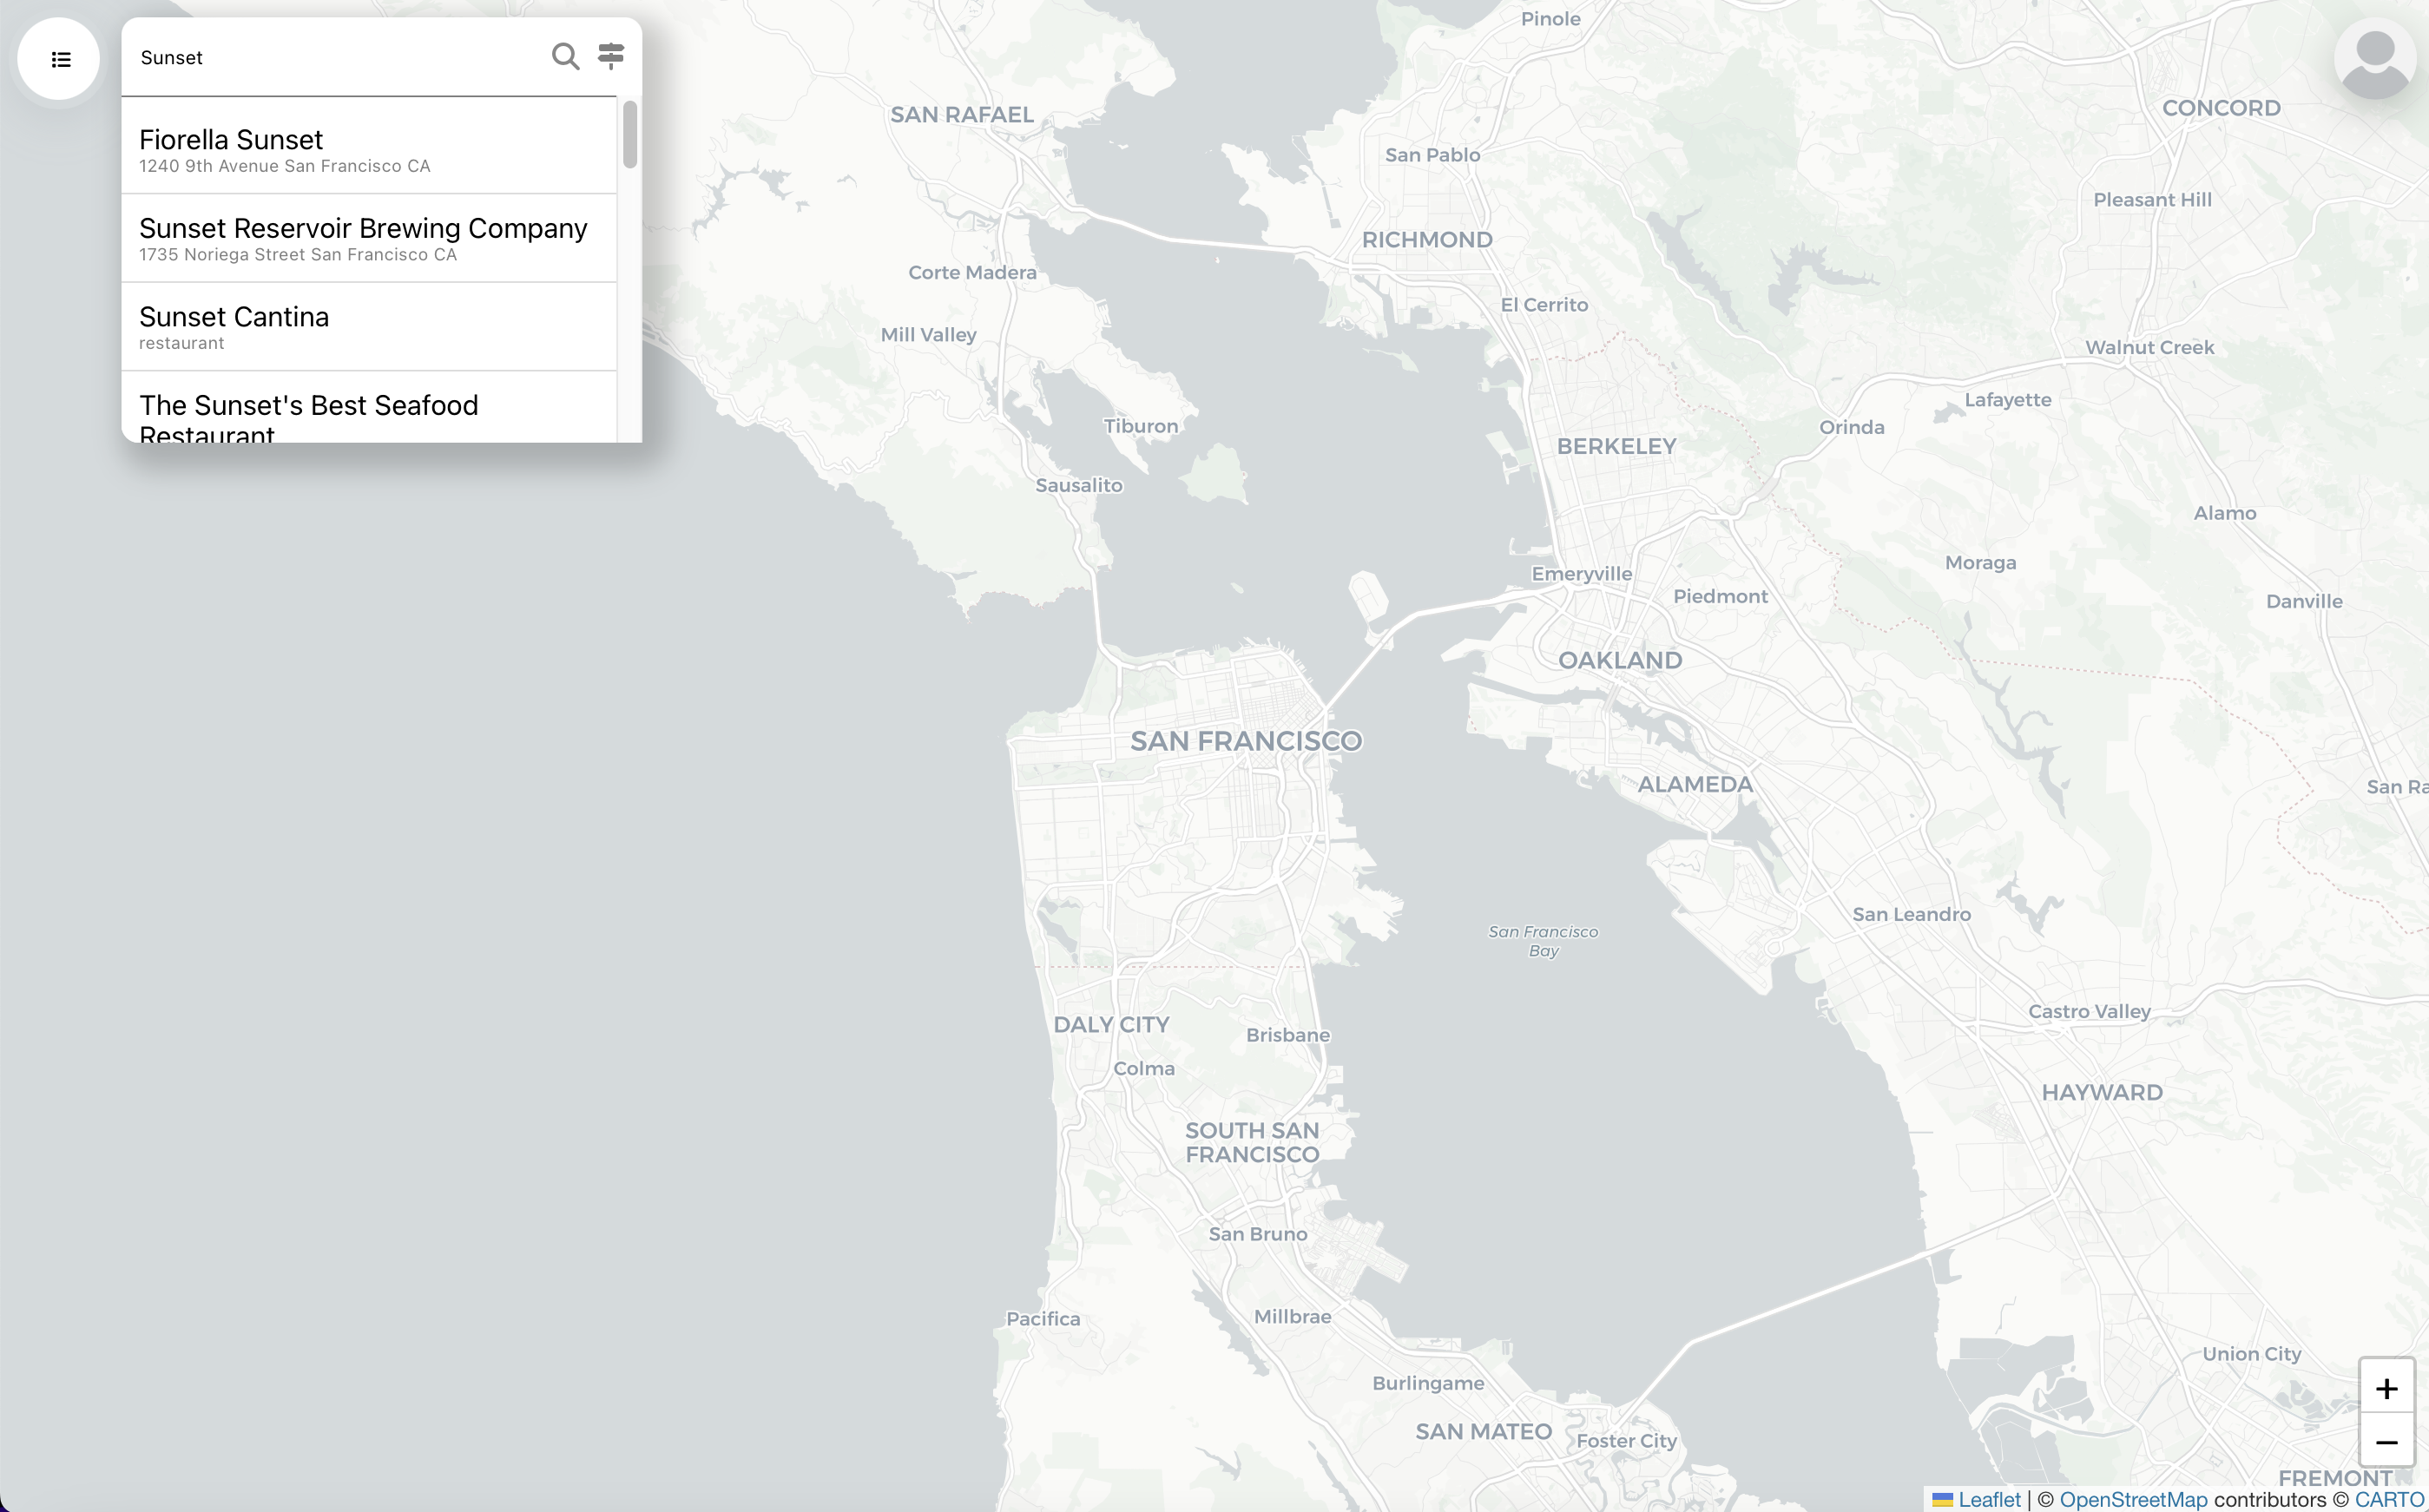 Sunset
Fiorella Sunset
1240 9th Avenue San Francisco CA
Sunset Reservoir Brewing Company
1735 Noriega Street San Francisco CA
Sunset Cantina
restaurant
The Sunset's Best Seafood
Restaurant
Pinole
SAN RAFAEL
CONCORD
San Pablo
Pleasant Hill
RICHMOND
Corte Madera
El Cerrito
Mill Valley
Walnut Creek
Lafayette
Tiburon
Orinda
BERKELEY
Sausalito
Alamo
Moraga
Emeryville
Piedmont
Danville
OAKLAND
SAN FRANCISCO
ALAMEDA
San Ra
San Leandro
San Francisco
Bay
Castro Valley
DALY CITY
Brisbane
Colma
HAYWARD
SOUTH SAN
FRANCISCO
San Bruno
Pacifica
Millbrae
Union City
Burlingame
+
SAN MATEO
Foster City
−
FREMONT
Leaflet | © OpenStreetMap contributors © CARTO